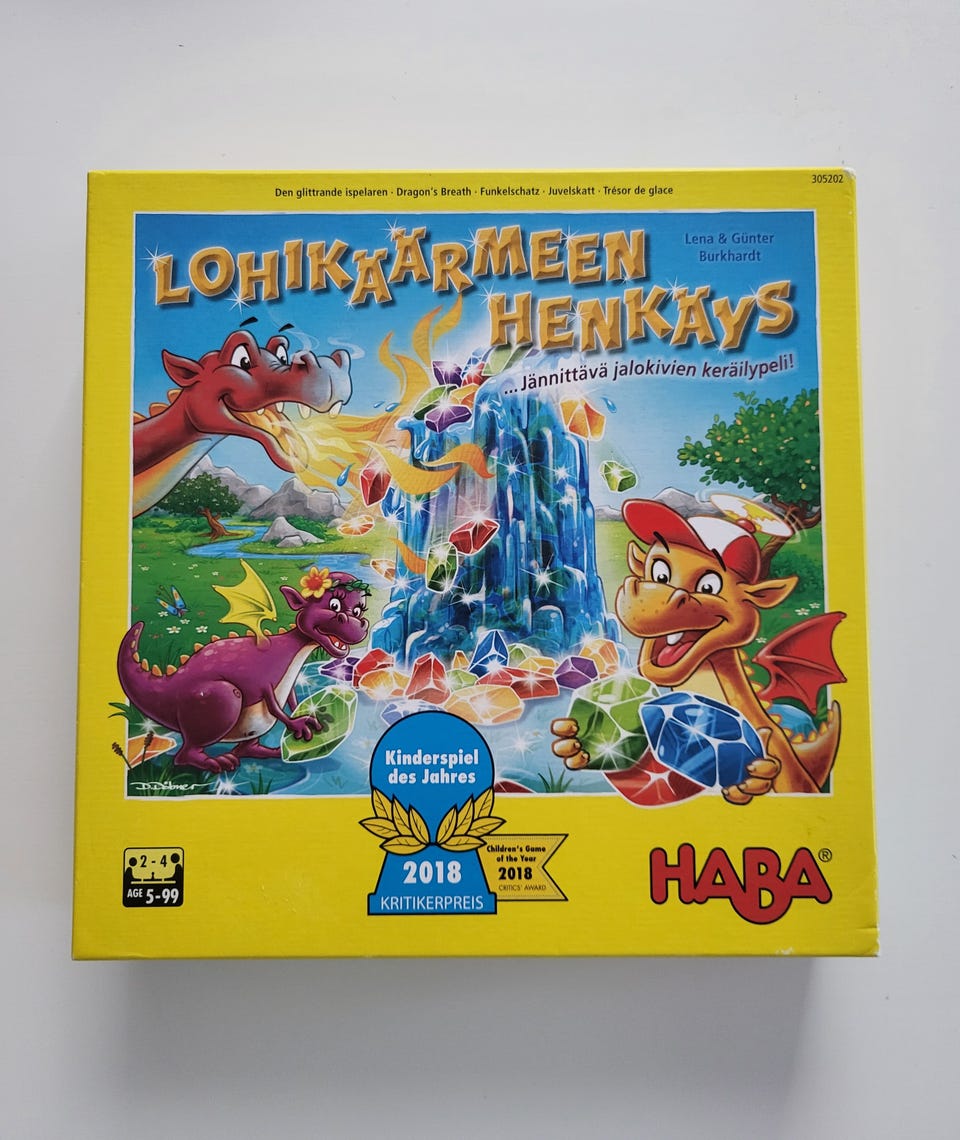 305202
Den glittrande ispelaren · Dragon's Breath · Funkelschatz · Juvelskatt · Trésor de glace
LOHIKÄÄRMEEN
HENKÄYS
Lena & Günter
Burkhardt
...Jännittävä jalokivien keräilypeli!
Kinderspiel
des Jahres
2018
KRITIKERPREIS
Children's Game
of the Year
2018
CRITICS' AWARD
2 - 4
AGE 5-99
HABA®